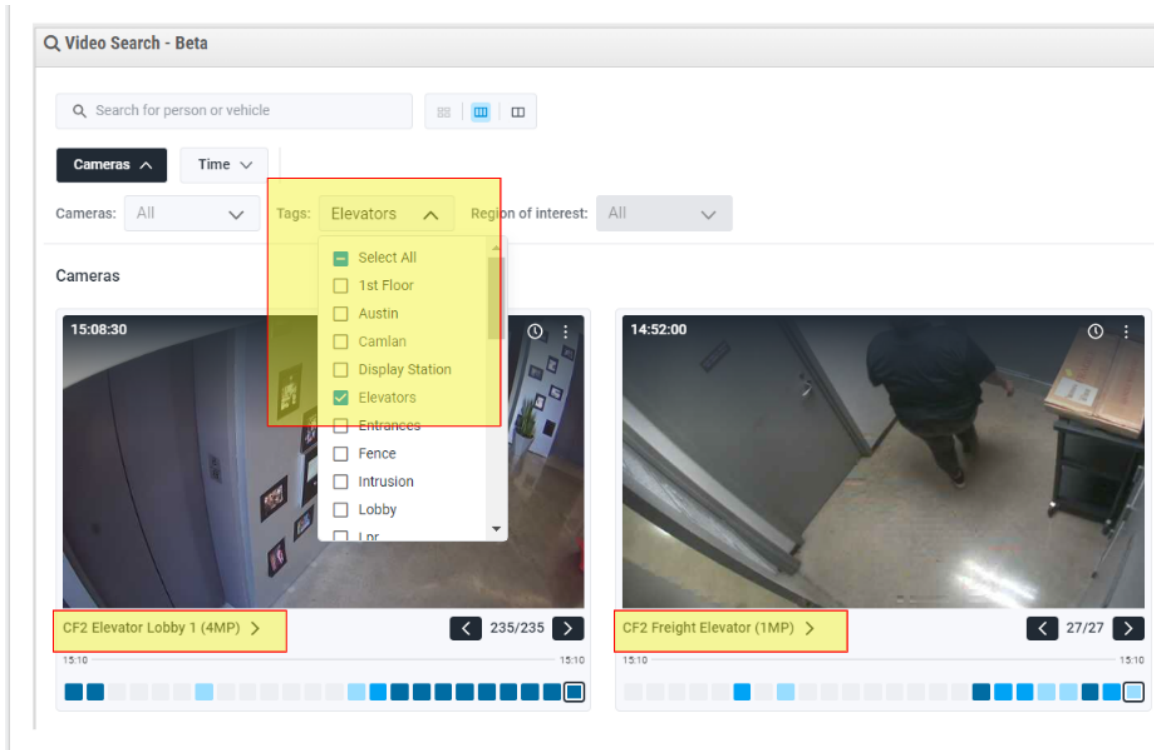 Video Search - Beta
Search for person or vehicle
Cameras
Time
Cameras: All
Tags: Elevators
Region of interest: All
Select All
1st Floor
Austin
Camlan
Display Station
Elevators
Entrances
Fence
Intrusion
Lobby
Lpr
Cameras
15:08:30
14:52:00
CF2 Elevator Lobby 1 (4MP) >
235/235
CF2 Freight Elevator (1MP) >
27/27
15:10 15:10
15:10 15:10